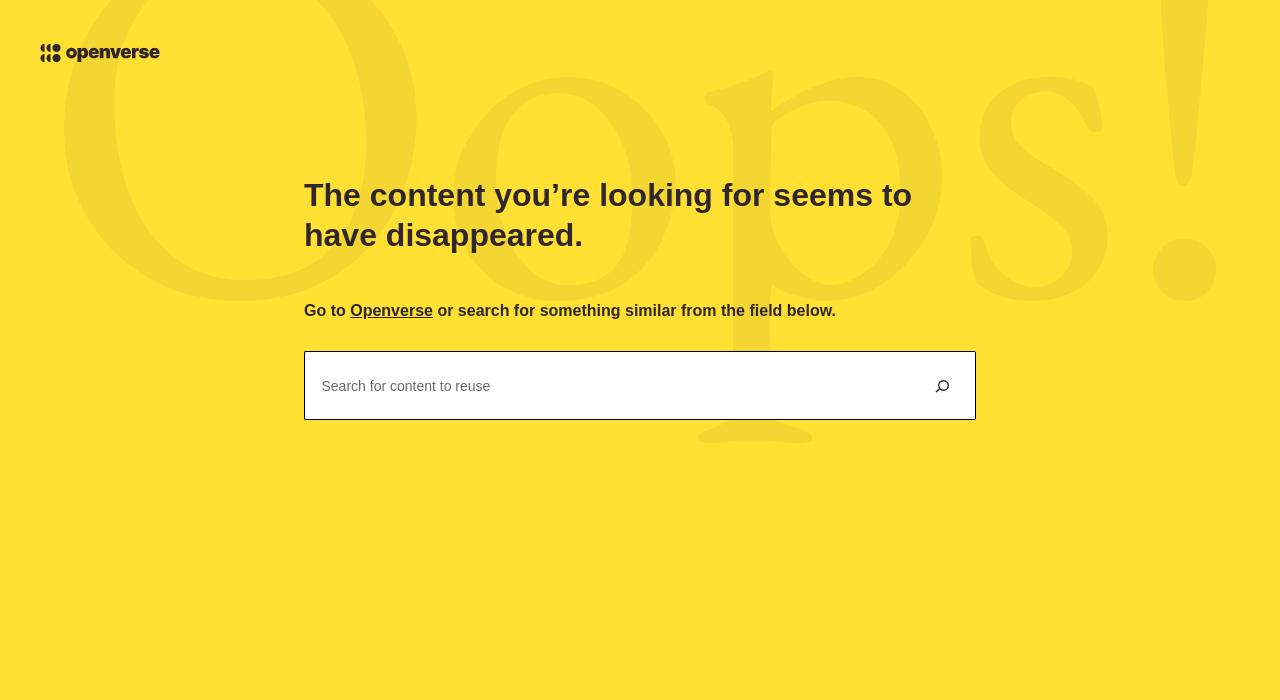 Oops!
openverse
The content you’re looking for seems to
have disappeared.
Go to Openverse or search for something similar from the field below.
Search for content to reuse